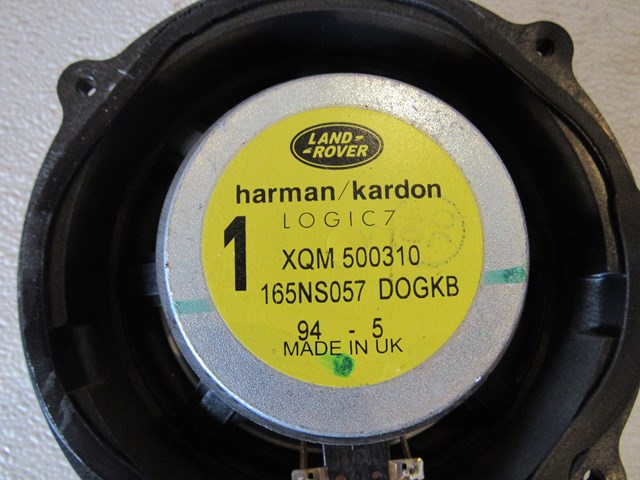 LAND-
-ROVER
harman/kardon
LOGIC7
1
XQM 500310
165NS057 DOGKB
94 - 5
MADE IN UK